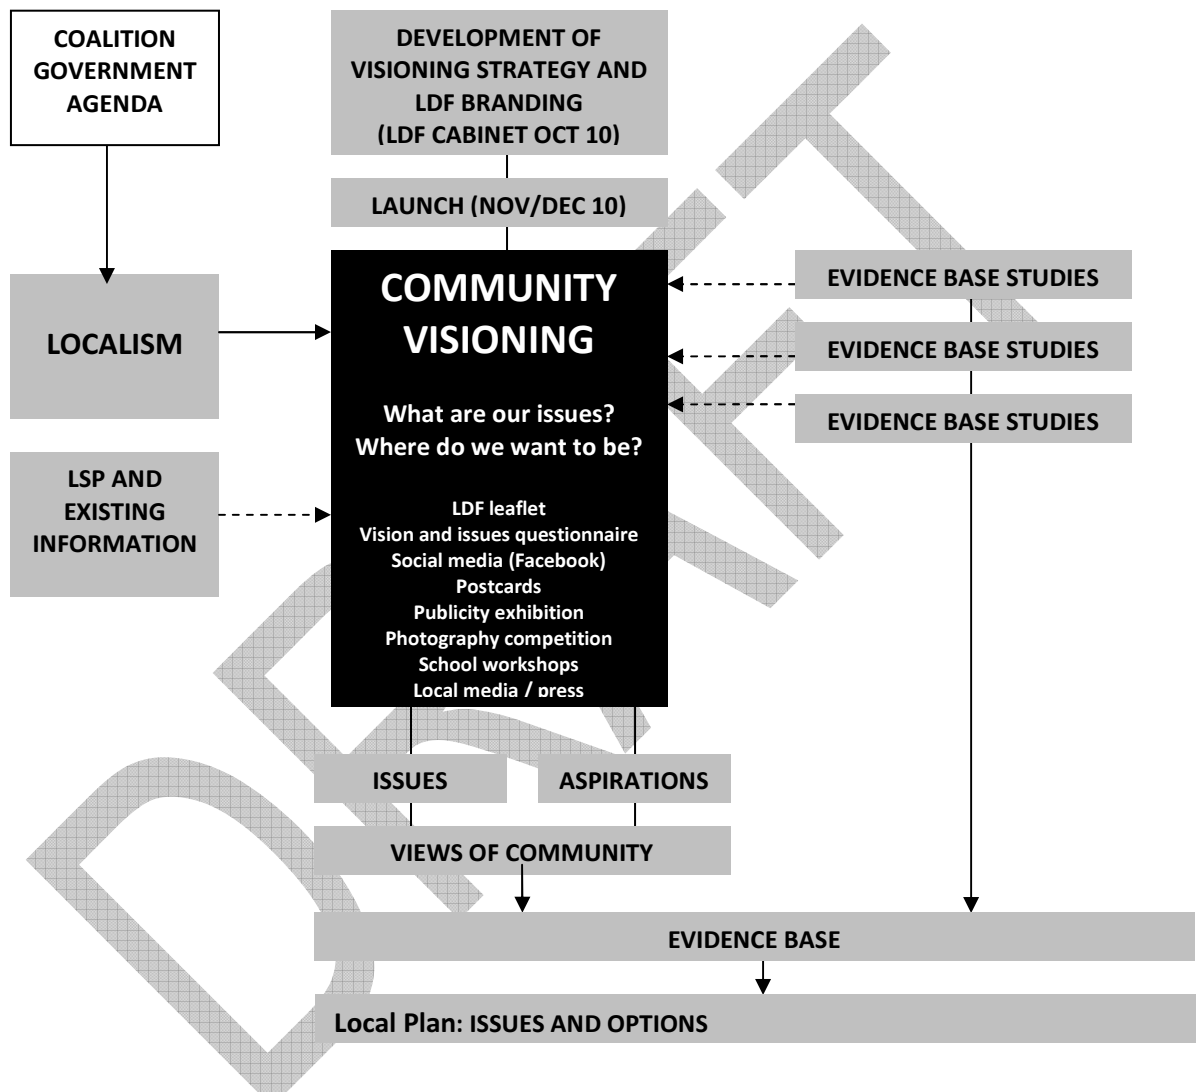 COALITION
GOVERNMENT
AGENDA
DEVELOPMENT OF
VISIONING STRATEGY AND
LDF BRANDING
(LDF CABINET OCT 10)
LAUNCH (NOV/DEC 10)
LOCALISM
LSP AND
EXISTING
INFORMATION
COMMUNITY
VISIONING
What are our issues?
Where do we want to be?
LDF leaflet
Vision and issues questionnaire
Social media (Facebook)
Postcards
Publicity exhibition
Photography competition
School workshops
Local media / press
EVIDENCE BASE STUDIES
EVIDENCE BASE STUDIES
EVIDENCE BASE STUDIES
ISSUES
ASPIRATIONS
VIEWS OF COMMUNITY
EVIDENCE BASE
Local Plan: ISSUES AND OPTIONS
DRAFT